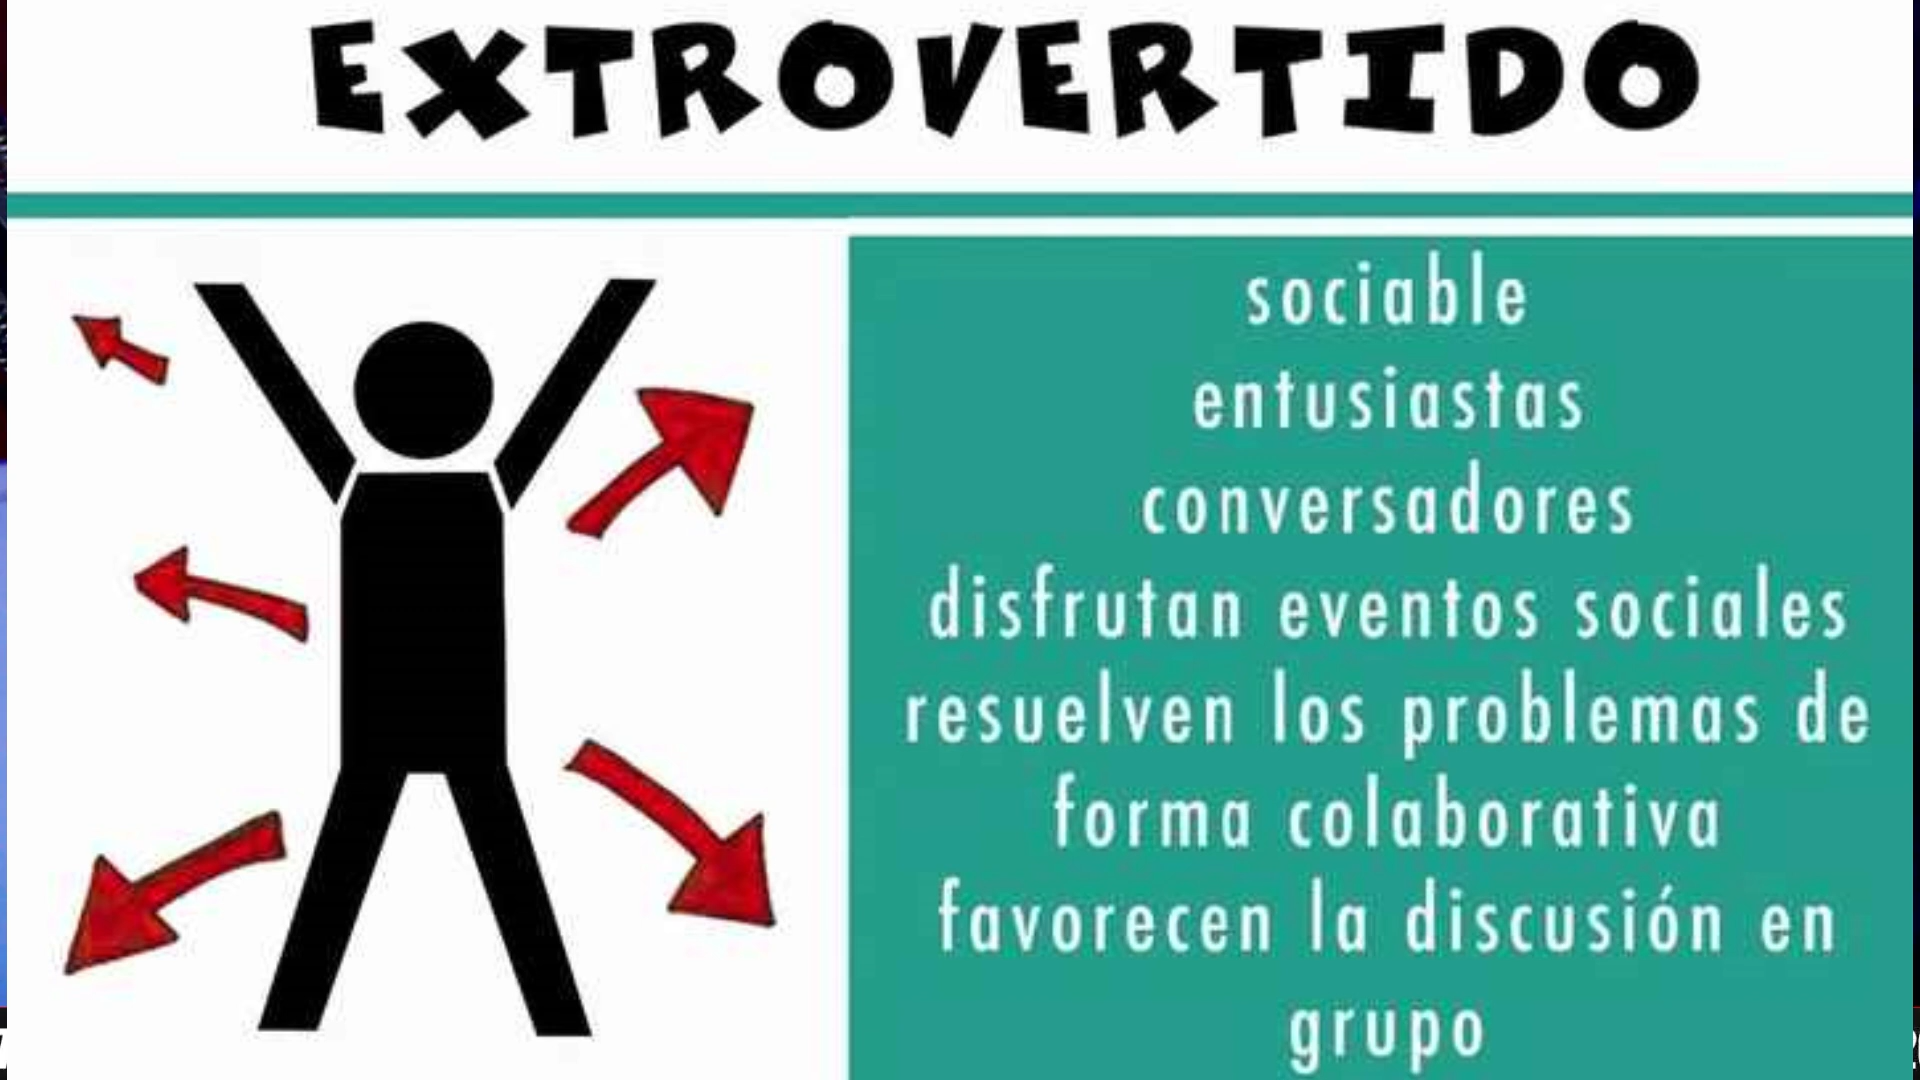 EXTROVERTIDO
sociable
entusiastas
conversadores
disfrutan eventos sociales
resuelven los problemas de
forma colaborativa
favorecen la discusión en
grupo